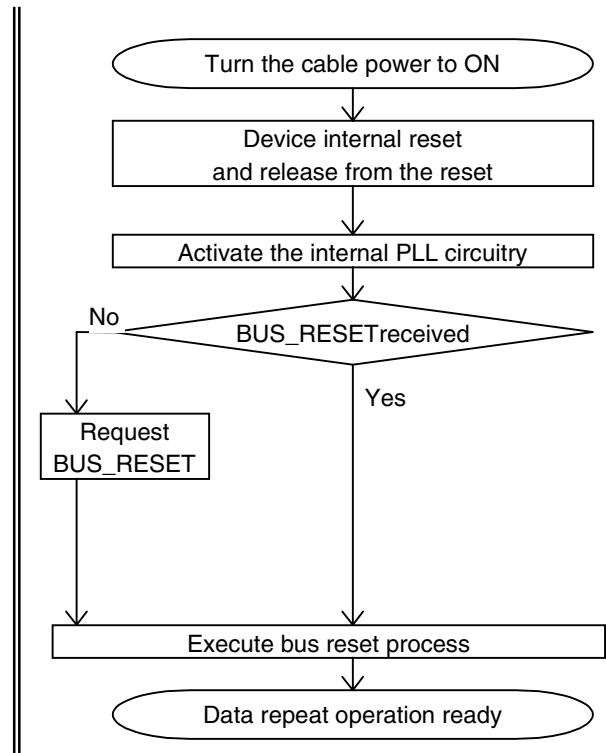 Turn the cable power to ON
Device internal reset
and release from the reset
Activate the internal PLL circuitry
No
BUS_RESETreceived
Yes
Request
BUS_RESET
Execute bus reset process
Data repeat operation ready